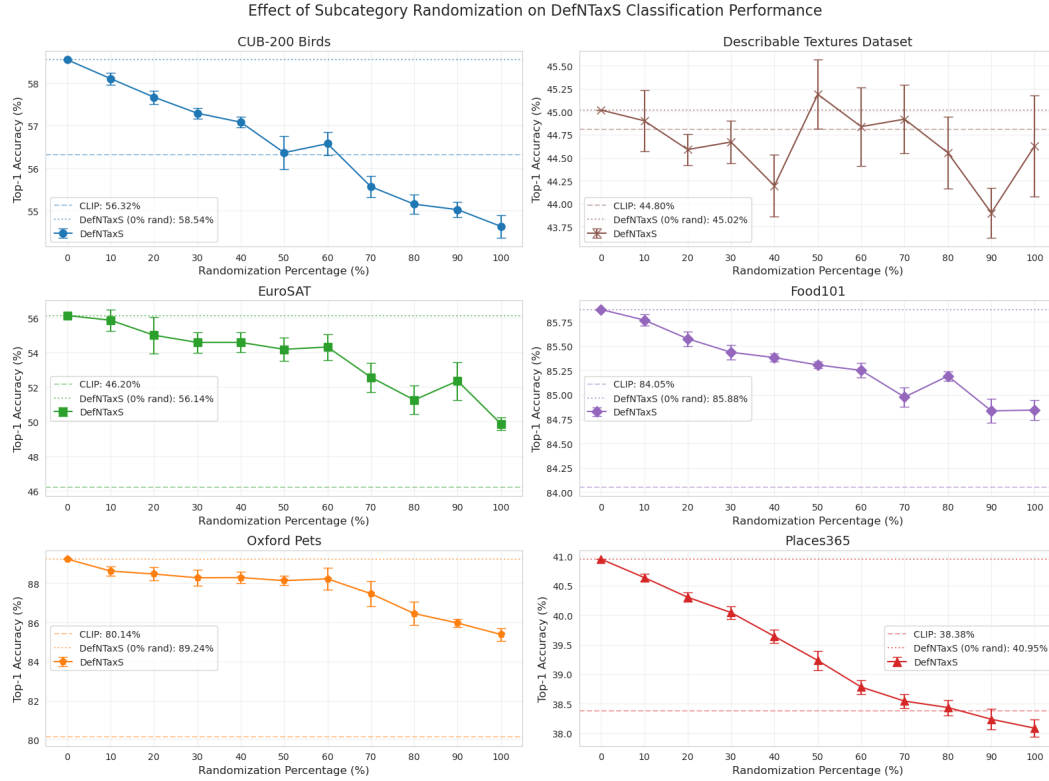 Effect of Subcategory Randomization on DefNTaxS Classification Performance
CUB-200 Birds
Top-1 Accuracy (%)
58
57
56
55
CLIP: 56.32%
DefNTaxS (0% rand): 58.54%
DefNTaxS
0 10 20 30 40 50 60 70 80 90 100
Randomization Percentage (%)
Describable Textures Dataset
Top-1 Accuracy (%)
45.50
45.25
45.00
44.75
44.50
44.25
44.00
43.75
CLIP: 44.80%
DefNTaxS (0% rand): 45.02%
DefNTaxS
0 10 20 30 40 50 60 70 80 90 100
Randomization Percentage (%)
EuroSAT
Top-1 Accuracy (%)
56
54
52
50
48
46
CLIP: 46.20%
DefNTaxS (0% rand): 56.14%
DefNTaxS
0 10 20 30 40 50 60 70 80 90 100
Randomization Percentage (%)
Food101
Top-1 Accuracy (%)
85.75
85.50
85.25
85.00
84.75
84.50
84.25
84.00
CLIP: 84.05%
DefNTaxS (0% rand): 85.88%
DefNTaxS
0 10 20 30 40 50 60 70 80 90 100
Randomization Percentage (%)
Oxford Pets
Top-1 Accuracy (%)
88
86
84
82
80
CLIP: 80.14%
DefNTaxS (0% rand): 89.24%
DefNTaxS
0 10 20 30 40 50 60 70 80 90 100
Randomization Percentage (%)
Places365
Top-1 Accuracy (%)
41.0
40.5
40.0
39.5
39.0
38.5
38.0
CLIP: 38.38%
DefNTaxS (0% rand): 40.95%
DefNTaxS
0 10 20 30 40 50 60 70 80 90 100
Randomization Percentage (%)